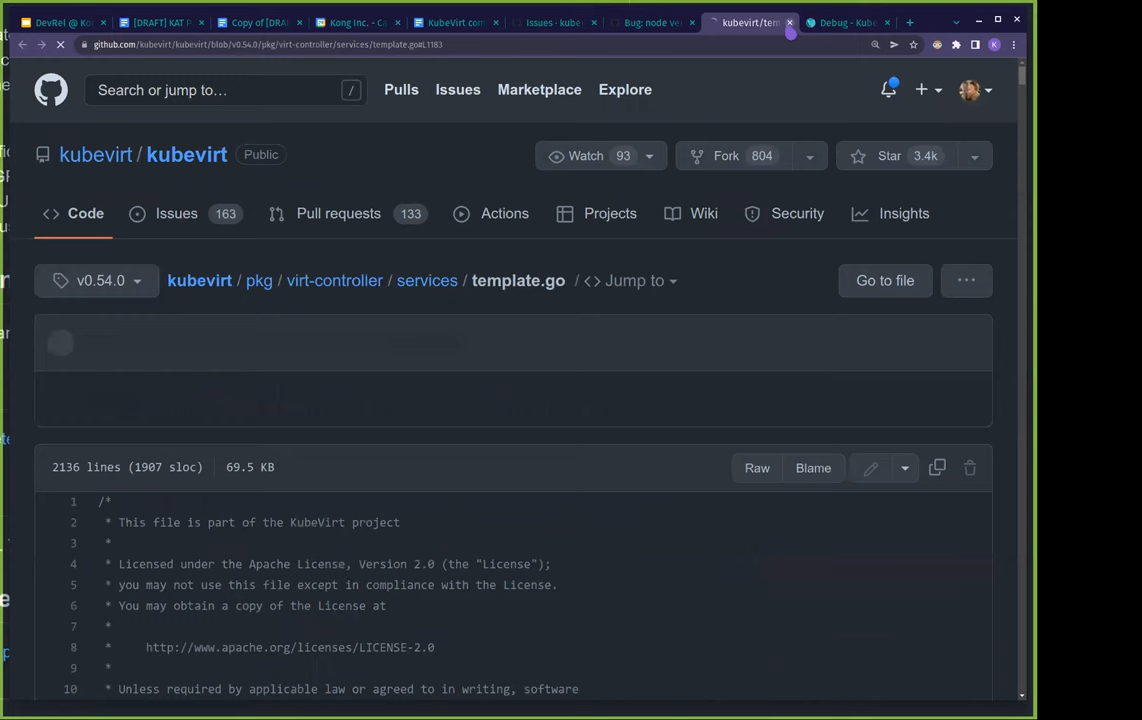 DevRel @ Ko
[DRAFT] KAT P
Copy of [DRA
Kong Inc. - Ca
KubeVirt com
Issues · kube
Bug: node ve
kubevirt/tem
Debug - Kube
github.com/kubevirt/kubevirt/blob/v0.54.0/pkg/virt-controller/services/template.go#L1183
K
Search or jump to…
/
Pulls
Issues
Marketplace
Explore
kubevirt / kubevirt
Public
Watch 93
Fork 804
Star 3.4k
Code
Issues 163
Pull requests 133
Actions
Projects
Wiki
Security
Insights
v0.54.0
kubevirt / pkg / virt-controller / services / template.go / <> Jump to
Go to file
2136 lines (1907 sloc)
69.5 KB
Raw
Blame
1 /*
2 * This file is part of the KubeVirt project
3 *
4 * Licensed under the Apache License, Version 2.0 (the "License");
5 * you may not use this file except in compliance with the License.
6 * You may obtain a copy of the License at
7 *
8 * http://www.apache.org/licenses/LICENSE-2.0
9 *
10 * Unless required by applicable law or agreed to in writing, software